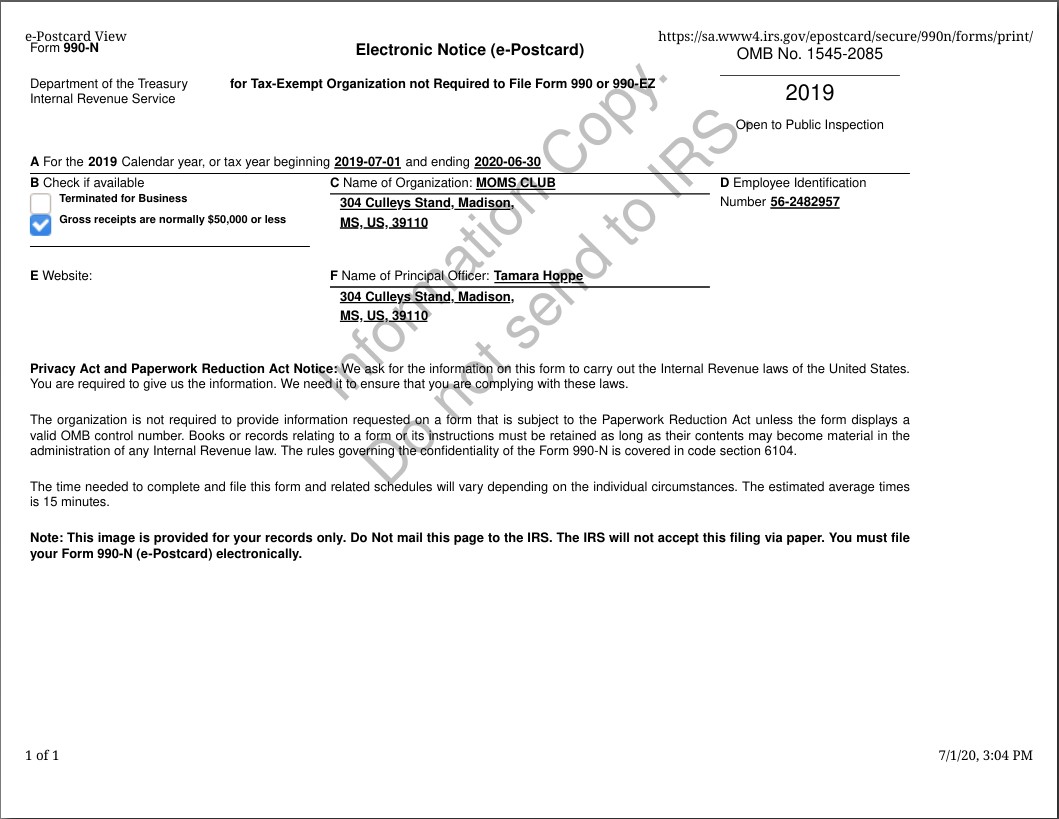 e-Postcard View
https://sa.www4.irs.gov/epostcard/secure/990n/forms/print/
Form 990-N
Electronic Notice (e-Postcard)
OMB No. 1545-2085
Department of the Treasury
Internal Revenue Service
for Tax-Exempt Organization not Required to File Form 990 or 990-EZ
2019
Open to Public Inspection
A For the 2019 Calendar year, or tax year beginning 2019-07-01 and ending 2020-06-30
B Check if available
Terminated for Business
Gross receipts are normally $50,000 or less
C Name of Organization: MOMS CLUB
304 Culleys Stand, Madison,
MS, US, 39110
D Employee Identification
Number 56-2482957
E Website:
F Name of Principal Officer: Tamara Hoppe
304 Culleys Stand, Madison,
MS, US, 39110
Privacy Act and Paperwork Reduction Act Notice: We ask for the information on this form to carry out the Internal Revenue laws of the United States.
You are required to give us the information. We need it to ensure that you are complying with these laws.
The organization is not required to provide information requested on a form that is subject to the Paperwork Reduction Act unless the form displays a
valid OMB control number. Books or records relating to a form or its instructions must be retained as long as their contents may become material in the
administration of any Internal Revenue law. The rules governing the confidentiality of the Form 990-N is covered in code section 6104.
The time needed to complete and file this form and related schedules will vary depending on the individual circumstances. The estimated average times
is 15 minutes.
Note: This image is provided for your records only. Do Not mail this page to the IRS. The IRS will not accept this filing via paper. You must file
your Form 990-N (e-Postcard) electronically.
Information Copy.
Do not send to IRS.
1 of 1
7/1/20, 3:04 PM